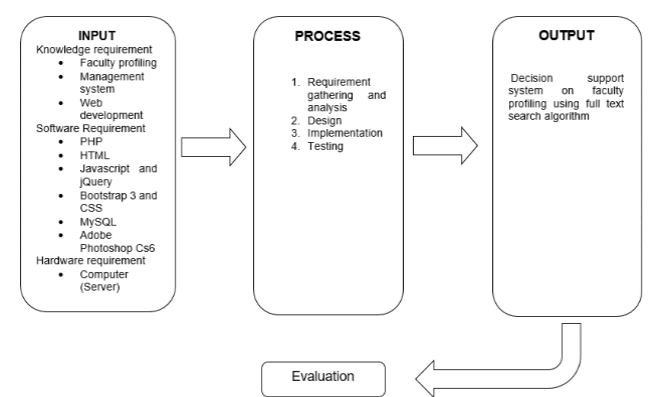 INPUT
Knowledge requirement
• Faculty profiling
• Management
system
• Web
development
Software Requirement
• PHP
• HTML
• Javascript and
jQuery
• Bootstrap 3 and
CSS
• MySQL
• Adobe
Photoshop Cs6
Hardware requirement
• Computer
(Server)
PROCESS
1. Requirement
gathering and
analysis
2. Design
3. Implementation
4. Testing
OUTPUT
Decision support
system on faculty
profiling using full text
search algorithm
Evaluation